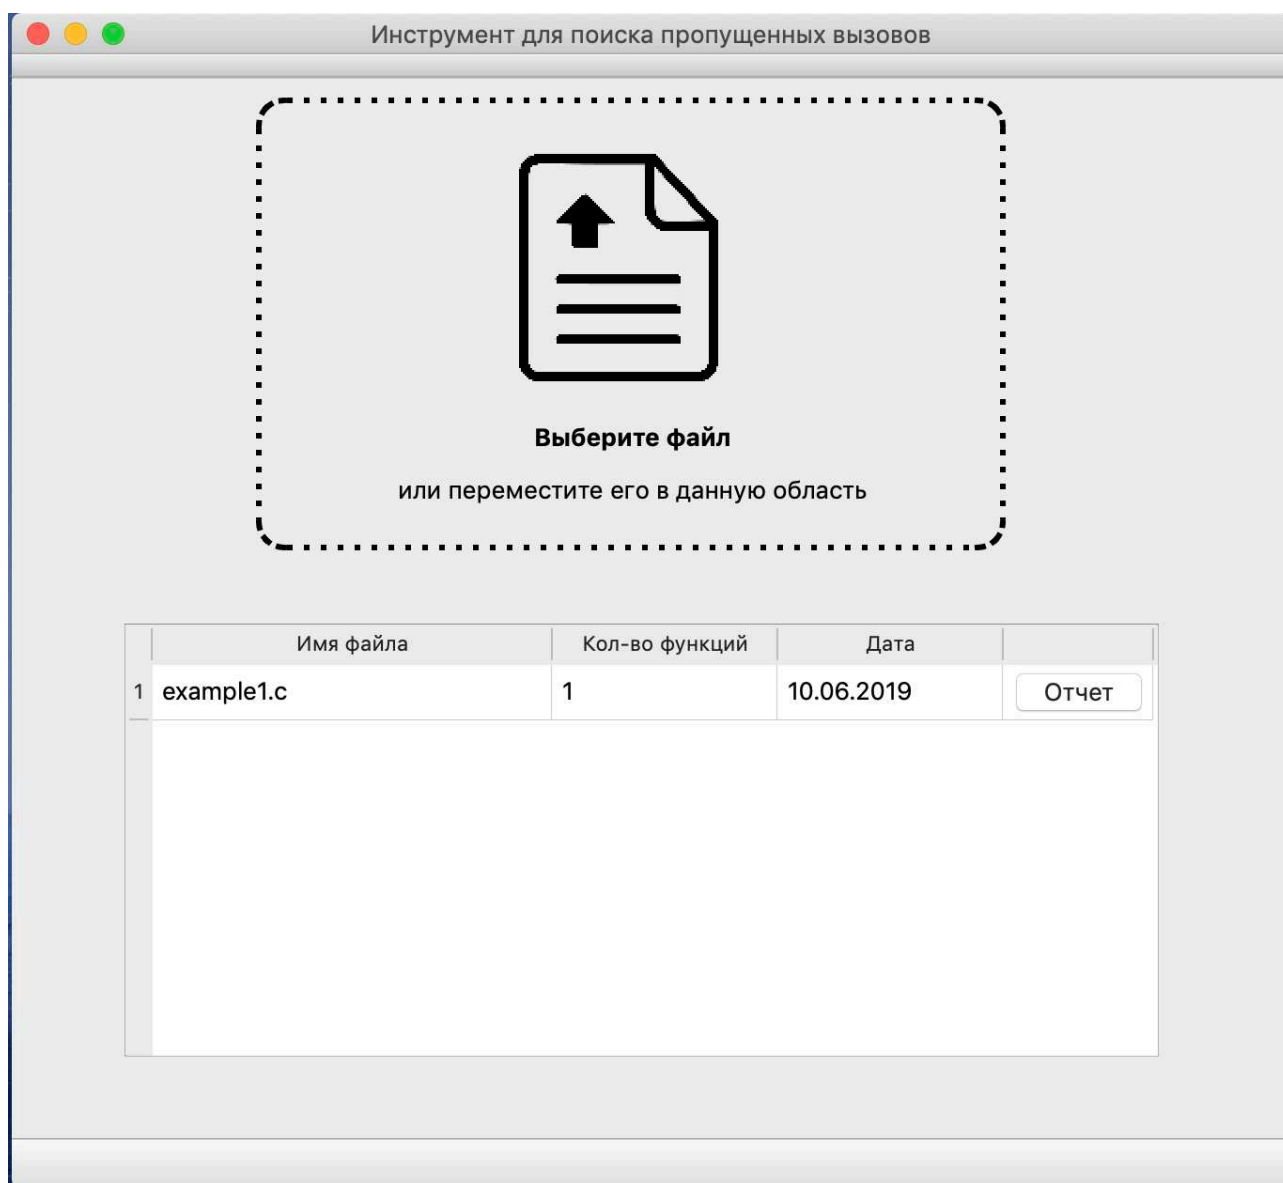 Инструмент для поиска пропущенных вызовов
Выберите файл
или переместите его в данную область
Имя файла Кол-во функций Дата
1 example1.c 1 10.06.2019 Отчет